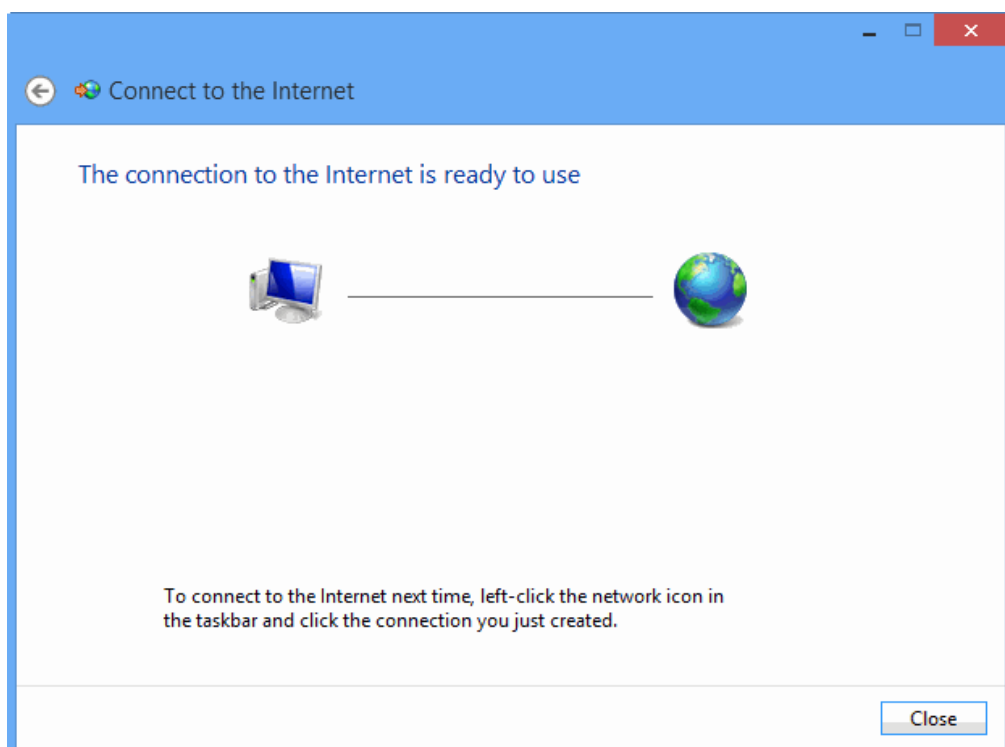 Connect to the Internet
The connection to the Internet is ready to use
To connect to the Internet next time, left-click the network icon in
the taskbar and click the connection you just created.
Close